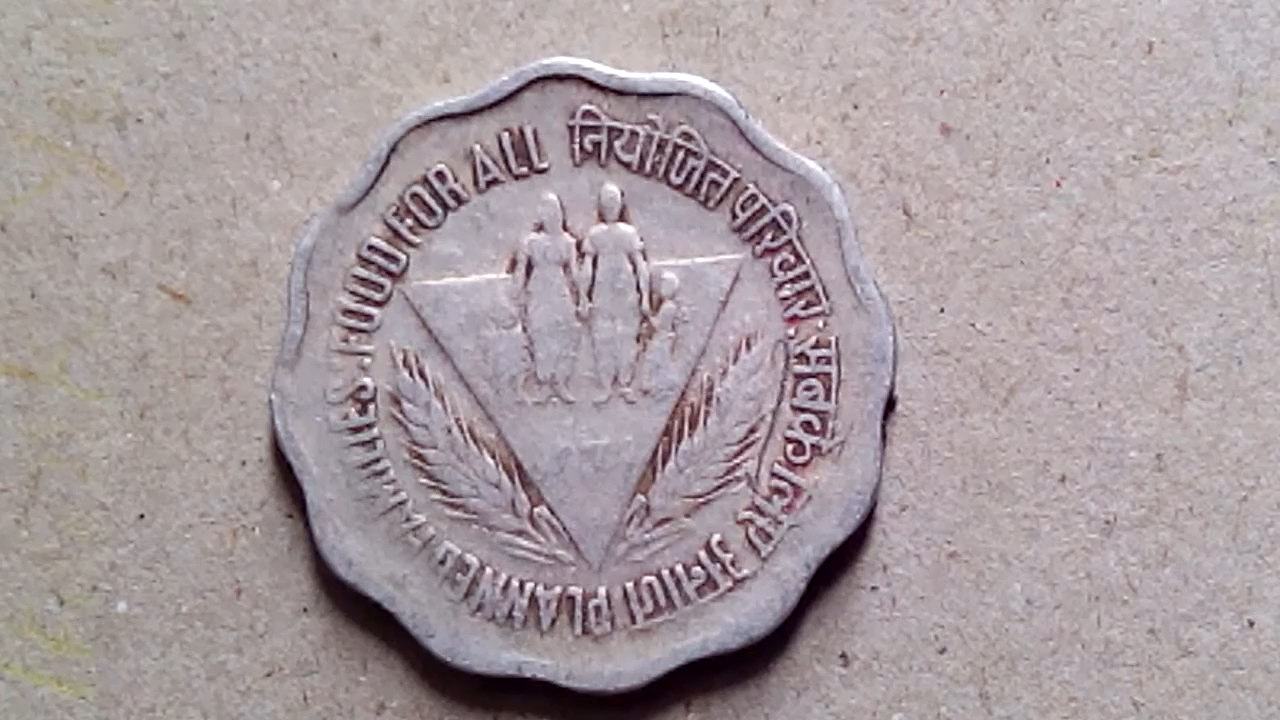 PLANNED FAMILIES : FOOD FOR ALL
नियोजित परिवार : सबके लिए अनाज